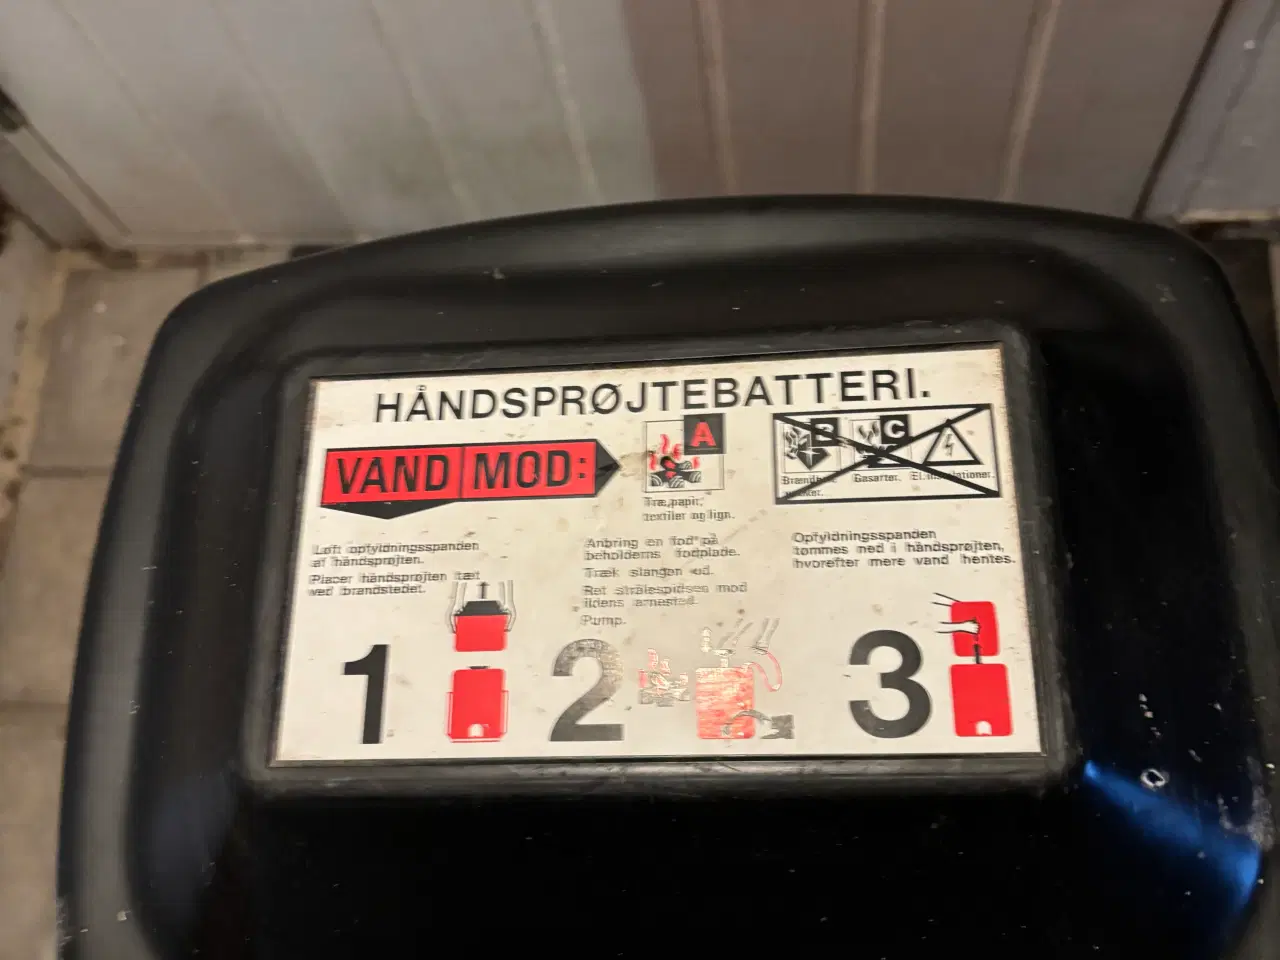 HÅNDSPRØJTEBATTERI.
VAND MOD:
A
Træ, papir,
textiler og lign.
B
C
Gasarter.
Løft opfyldningsspanden
af håndsprøjten.
Placer håndsprøjten tæt
ved brandstedet.
1
Anbring en fod på
beholderns fodplade.
Træk slangen ud.
Ret strålespidsen mod
ildens arnested.
Pump.
2
Opfyldningsspanden
tømmes ned i håndsprøjten,
hvorefter mere vand hentes.
3